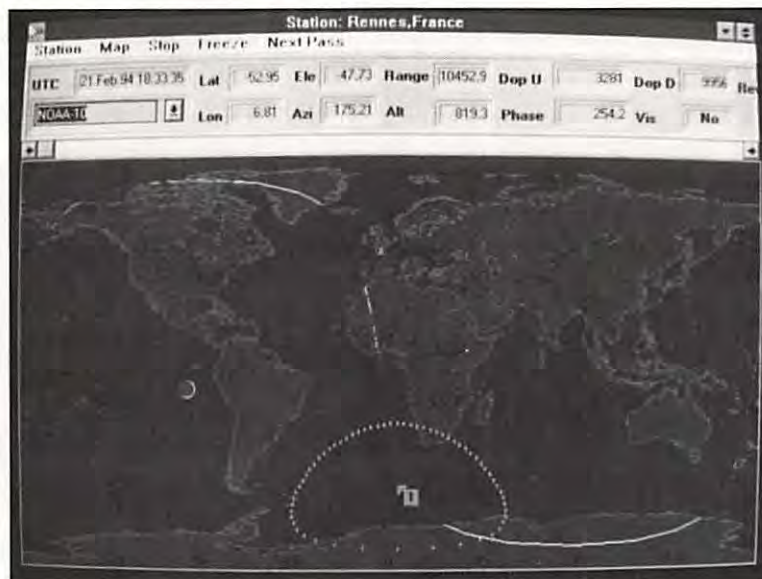 Station: Rennes,France
Station Map Stop Freeze Next Pass
UTC 21 Feb 94 18:33:35 Lat -52.95 Ele -47.73 Range 10452.9 Dop U 3281 Dop D 9956 Rev
NOAA-10 Lon 6.81 Azi 175.21 Alt 819.3 Phase 254.2 Vis No
1